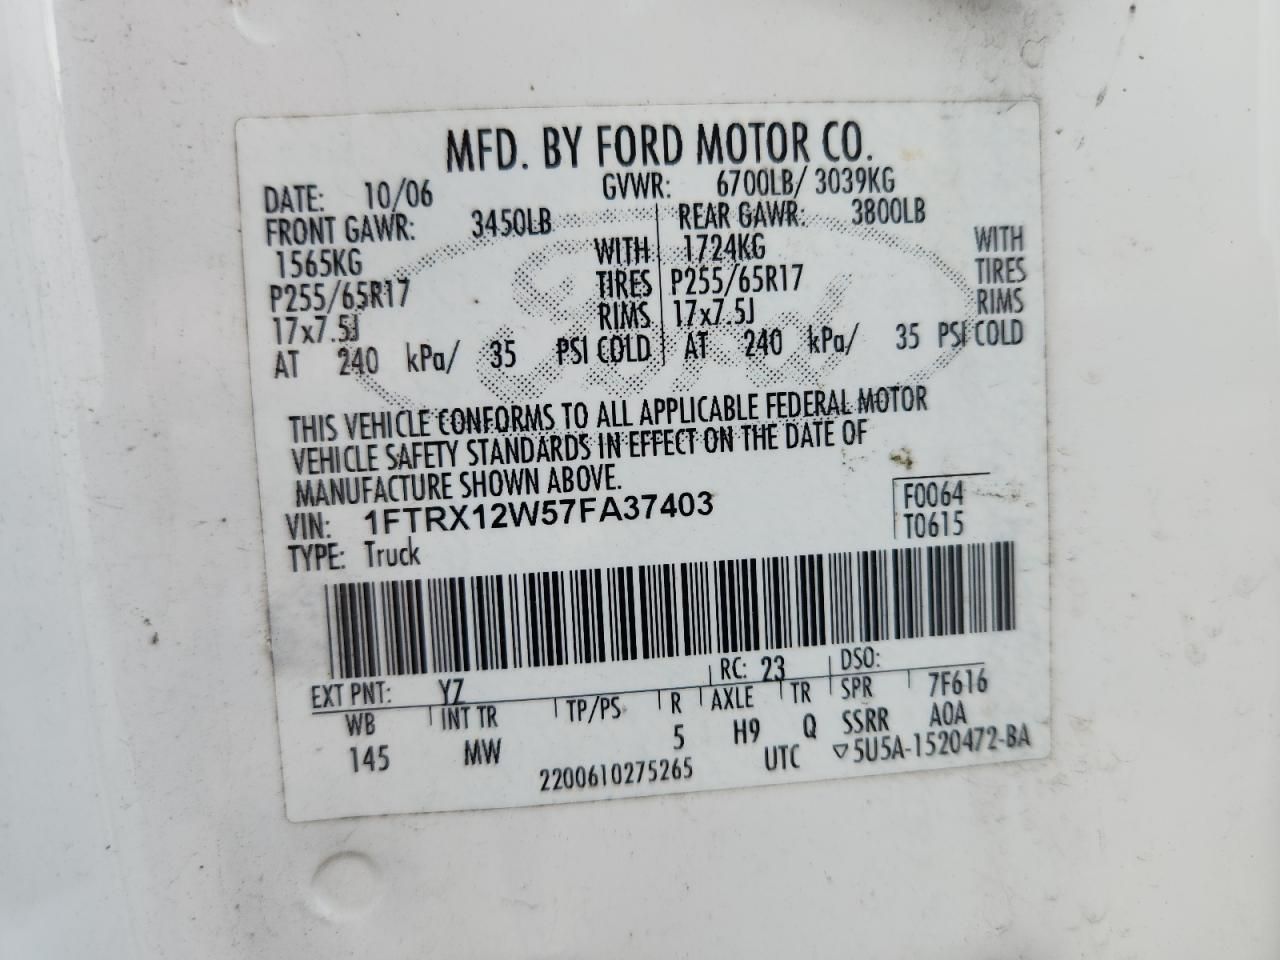 MFD. BY FORD MOTOR CO.
DATE: 10/06 GVWR: 6700LB/ 3039KG
FRONT GAWR: 3450LB REAR GAWR: 3800LB
1565KG WITH 1724KG WITH
P255/65R17 TIRES P255/65R17 TIRES
17x7.5J RIMS 17x7.5J RIMS
AT 240 kPa/ 35 PSI COLD AT 240 kPa/ 35 PSI COLD
THIS VEHICLE CONFORMS TO ALL APPLICABLE FEDERAL MOTOR
VEHICLE SAFETY STANDARDS IN EFFECT ON THE DATE OF
MANUFACTURE SHOWN ABOVE.
VIN: 1FTRX12W57FA37403 F0064
TYPE: Truck T0615
EXT PNT: YZ RC: 23 DSO:
WB INT TR TP/PS R AXLE TR SPR 7F616
145 MW 5 H9 Q SSRR A0A
2200610275265 UTC ▽5U5A-1520472-BA